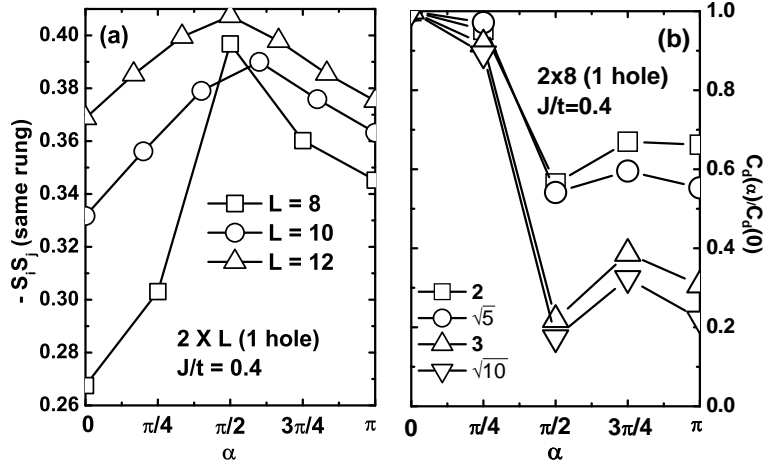 (a)
0.40
0.38
0.36
0.34
0.32
0.30
0.28
0.26
- SᵢSⱼ (same rung)
L = 8
L = 10
L = 12
2 X L (1 hole)
J/t = 0.4
0 π/4 π/2 3π/4 π
α
(b)
2x8 (1 hole)
J/t=0.4
2
√5
3
√10
1.0
0.8
0.6
0.4
0.2
0.0
C_d(α)/C_d(0)
0 π/4 π/2 3π/4 π
α